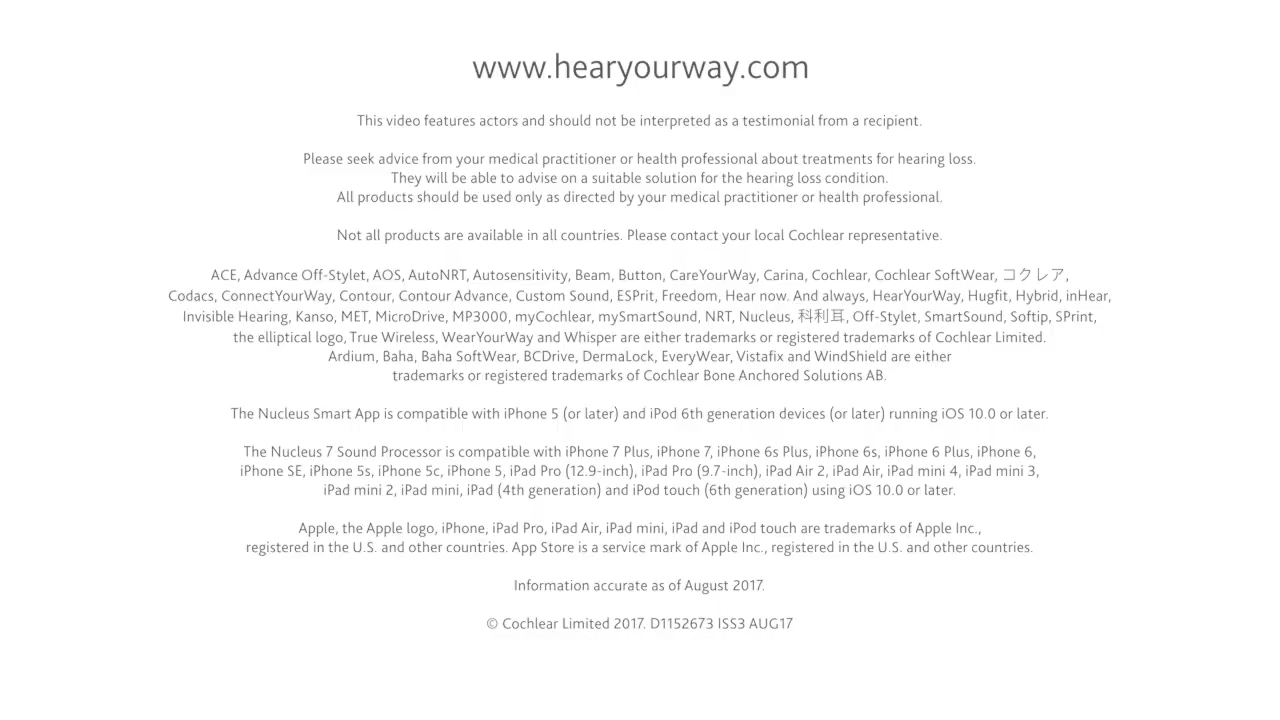 www.hearyourway.com
This video features actors and should not be interpreted as a testimonial from a recipient.
Please seek advice from your medical practitioner or health professional about treatments for hearing loss.
They will be able to advise on a suitable solution for the hearing loss condition.
All products should be used only as directed by your medical practitioner or health professional.
Not all products are available in all countries. Please contact your local Cochlear representative.
ACE, Advance Off-Stylet, AOS, AutoNRT, Autosensitivity, Beam, Button, CareYourWay, Carina, Cochlear, Cochlear SoftWear, コクレア,
Codacs, ConnectYourWay, Contour, Contour Advance, Custom Sound, ESPrit, Freedom, Hear now. And always, HearYourWay, Hugfit, Hybrid, inHear,
Invisible Hearing, Kanso, MET, MicroDrive, MP3000, myCochlear, mySmartSound, NRT, Nucleus, 科利耳, Off-Stylet, SmartSound, Softip, SPrint,
the elliptical logo, True Wireless, WearYourWay and Whisper are either trademarks or registered trademarks of Cochlear Limited.
Ardium, Baha, Baha SoftWear, BCDrive, DermaLock, EveryWear, Vistafix and WindShield are either
trademarks or registered trademarks of Cochlear Bone Anchored Solutions AB.
The Nucleus Smart App is compatible with iPhone 5 (or later) and iPod 6th generation devices (or later) running iOS 10.0 or later.
The Nucleus 7 Sound Processor is compatible with iPhone 7 Plus, iPhone 7, iPhone 6s Plus, iPhone 6s, iPhone 6 Plus, iPhone 6,
iPhone SE, iPhone 5s, iPhone 5c, iPhone 5, iPad Pro (12.9-inch), iPad Pro (9.7-inch), iPad Air 2, iPad Air, iPad mini 4, iPad mini 3,
iPad mini 2, iPad mini, iPad (4th generation) and iPod touch (6th generation) using iOS 10.0 or later.
Apple, the Apple logo, iPhone, iPad Pro, iPad Air, iPad mini, iPad and iPod touch are trademarks of Apple Inc.,
registered in the U.S. and other countries. App Store is a service mark of Apple Inc., registered in the U.S. and other countries.
Information accurate as of August 2017.
© Cochlear Limited 2017. D1152673 ISS3 AUG17